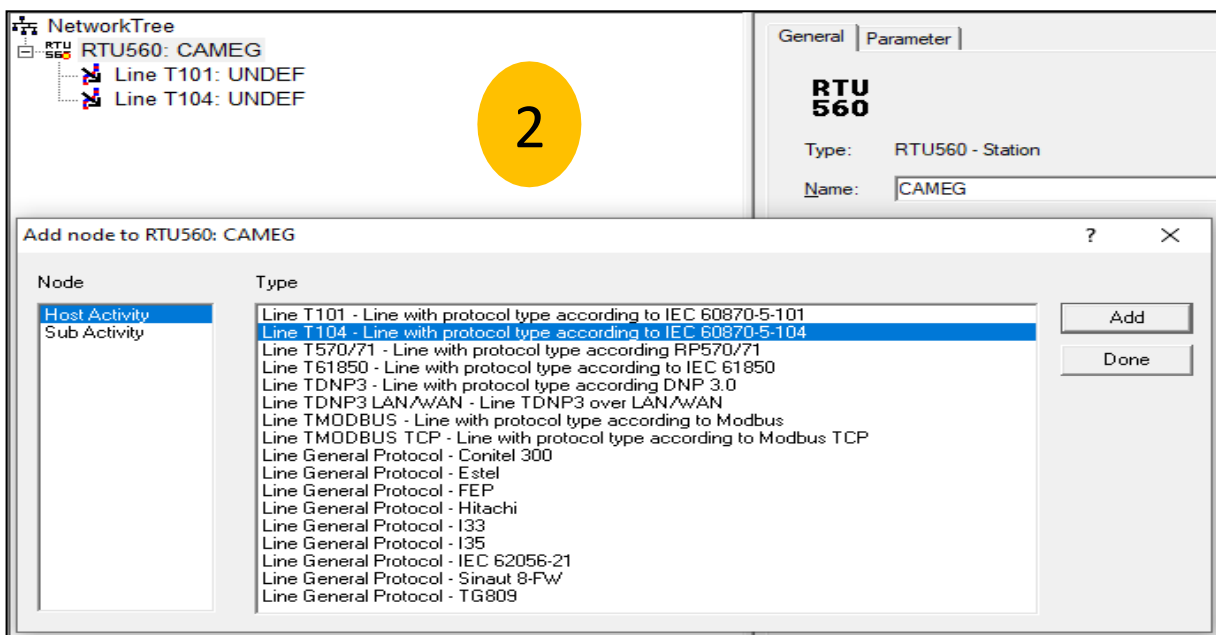 NetworkTree
RTU560: CAMEG
Line T101: UNDEF
Line T104: UNDEF
2
General
Parameter
RTU
560
Type: RTU560 - Station
Name: CAMEG
Add node to RTU560: CAMEG
?
Node
Type
Host Activity
Sub Activity
Line T101 - Line with protocol type according to IEC 60870-5-101
Line T104 - Line with protocol type according to IEC 60870-5-104
Line T570/71 - Line with protocol type according RP570/71
Line T61850 - Line with protocol type according to IEC 61850
Line TDNP3 - Line with protocol type according DNP 3.0
Line TDNP3 LAN/WAN - Line TDNP3 over LAN/WAN
Line TMODBUS - Line with protocol type according to Modbus
Line TMODBUS TCP - Line with protocol type according to Modbus TCP
Line General Protocol - Conitel 300
Line General Protocol - Estel
Line General Protocol - FEP
Line General Protocol - Hitachi
Line General Protocol - I33
Line General Protocol - I35
Line General Protocol - IEC 62056-21
Line General Protocol - Sinaut 8-FW
Line General Protocol - TG809
Add
Done